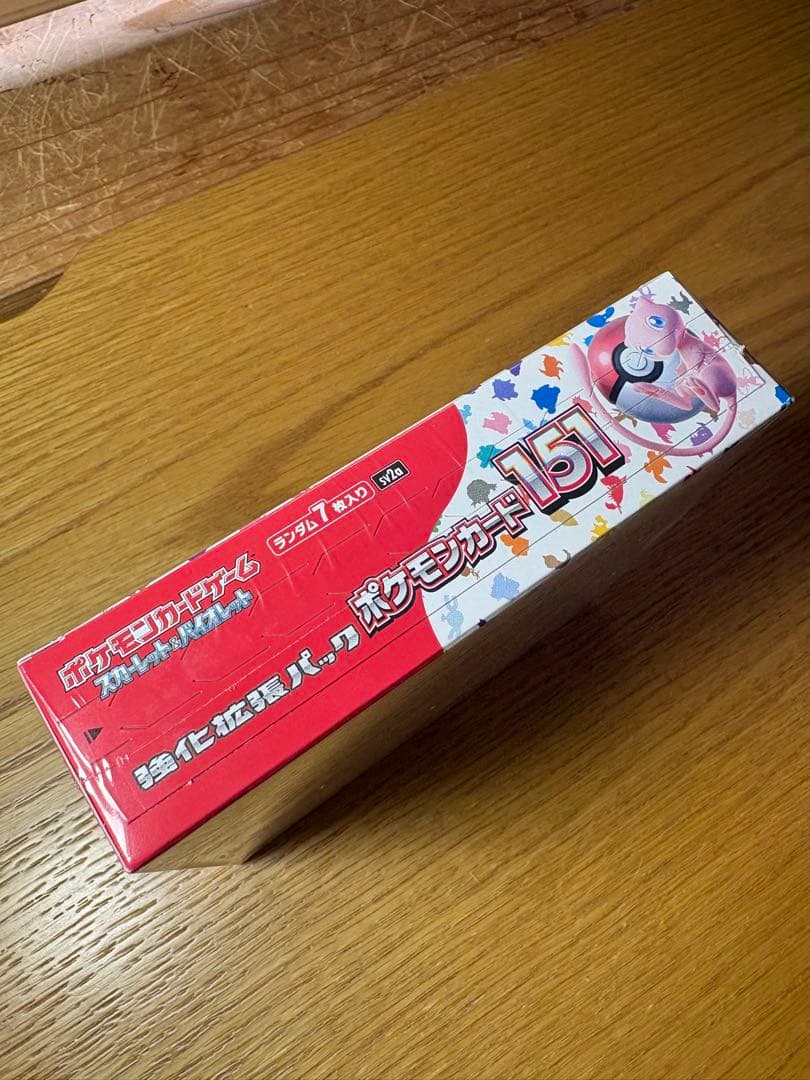 ポケモンカードゲーム
スカーレット&バイオレット
ランダム7枚入り
sv2a
強化拡張パック
ポケモンカード151